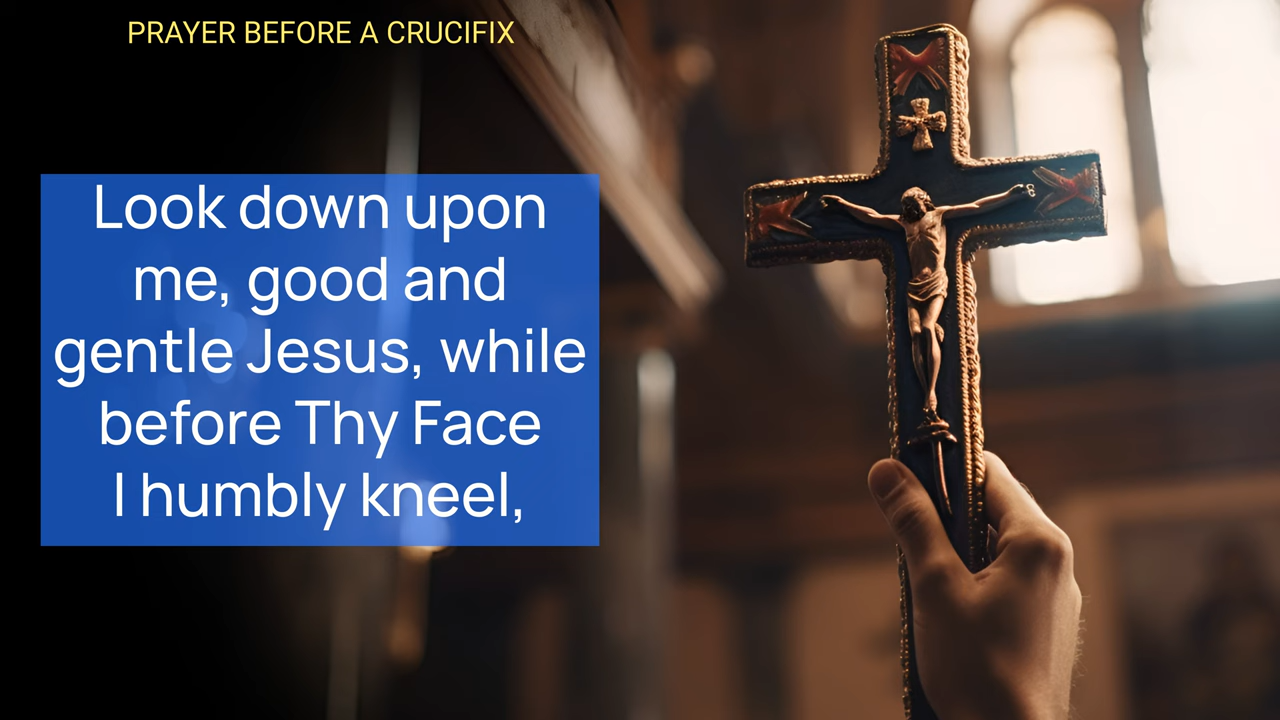 PRAYER BEFORE A CRUCIFIX
Look down upon
me, good and
gentle Jesus, while
before Thy Face
I humbly kneel,